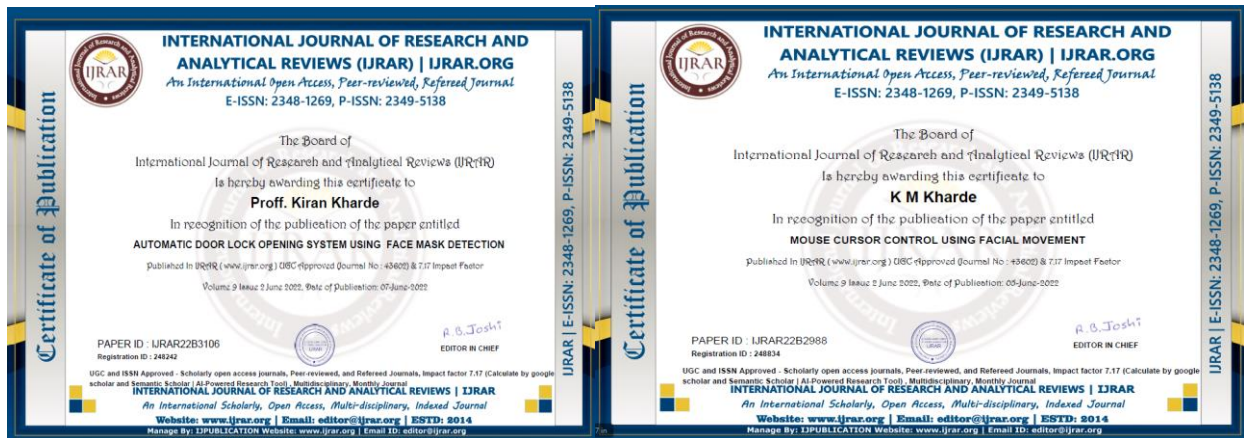 INTERNATIONAL JOURNAL OF RESEARCH AND
ANALYTICAL REVIEWS (IJRAR) | IJRAR.ORG
An International Open Access, Peer-reviewed, Refereed Journal
E-ISSN: 2348-1269, P-ISSN: 2349-5138
IJRAR
Certificate of Publication
The Board of
International Journal of Research and Analytical Reviews (IJRAR)
Is hereby awarding this certificate to
Proff. Kiran Kharde
In recognition of the publication of the paper entitled
AUTOMATIC DOOR LOCK OPENING SYSTEM USING FACE MASK DETECTION
Published In IJRAR ( www.ijrar.org ) UGC Approved (Journal No : 43602) & 7.17 Impact Factor
Volume 9 Issue 2 June 2022, Date of Publication: 07-June-2022
PAPER ID : IJRAR22B3106
Registration ID : 248242
R.B.Joshi
EDITOR IN CHIEF
UGC and ISSN Approved - Scholarly open access journals, Peer-reviewed, and Refereed Journals, Impact factor 7.17 (Calculate by google
scholar and Semantic Scholar | AI-Powered Research Tool) , Multidisciplinary, Monthly Journal
INTERNATIONAL JOURNAL OF RESEARCH AND ANALYTICAL REVIEWS | IJRAR
An International Scholarly, Open Access, Multi-disciplinary, Indexed Journal
Website: www.ijrar.org | Email: editor@ijrar.org | ESTD: 2014
Manage By: IJPUBLICATION Website: www.ijrar.org | Email ID: editor@ijrar.org
IJRAR | E-ISSN: 2348-1269, P-ISSN: 2349-5138
INTERNATIONAL JOURNAL OF RESEARCH AND
ANALYTICAL REVIEWS (IJRAR) | IJRAR.ORG
An International Open Access, Peer-reviewed, Refereed Journal
E-ISSN: 2348-1269, P-ISSN: 2349-5138
IJRAR
Certificate of Publication
The Board of
International Journal of Research and Analytical Reviews (IJRAR)
Is hereby awarding this certificate to
K M Kharde
In recognition of the publication of the paper entitled
MOUSE CURSOR CONTROL USING FACIAL MOVEMENT
Published In IJRAR ( www.ijrar.org ) UGC Approved (Journal No : 43602) & 7.17 Impact Factor
Volume 9 Issue 2 June 2022, Date of Publication: -June-2022
PAPER ID : IJRAR22B2988
Registration ID : 248834
R.B.Joshi
EDITOR IN CHIEF
UGC and ISSN Approved - Scholarly open access journals, Peer-reviewed, and Refereed Journals, Impact factor 7.17 (Calculate by google
scholar and Semantic Scholar | AI-Powered Research Tool) , Multidisciplinary, Monthly Journal
INTERNATIONAL JOURNAL OF RESEARCH AND ANALYTICAL REVIEWS | IJRAR
An International Scholarly, Open Access, Multi-disciplinary, Indexed Journal
Website: www.ijrar.org | Email: editor@ijrar.org | ESTD: 2014
Manage By: IJPUBLICATION Website: www.ijrar.org | Email ID: editor@ijrar.org
IJRAR | E-ISSN: 2348-1269, P-ISSN: 2349-5138